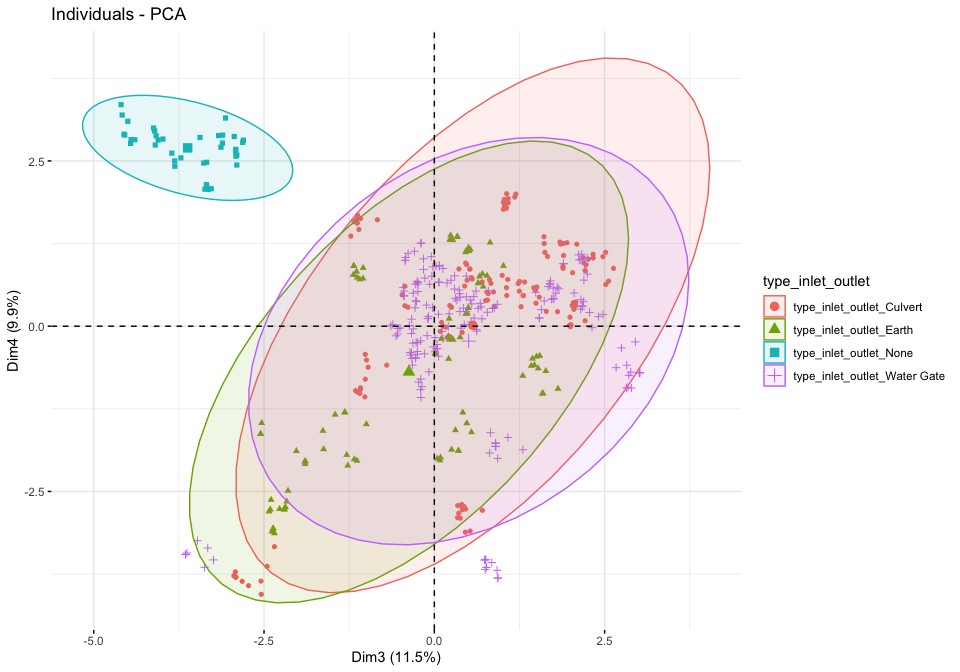 Individuals - PCA
Dim4 (9.9%)
2.5
0.0
-2.5
-5.0
-2.5
0.0
2.5
Dim3 (11.5%)
type_inlet_outlet
type_inlet_outlet_Culvert
type_inlet_outlet_Earth
type_inlet_outlet_None
type_inlet_outlet_Water Gate